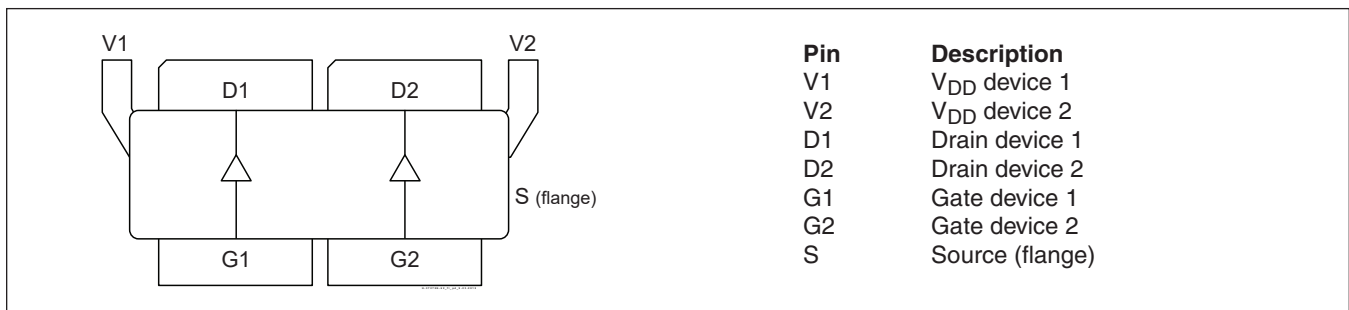 V1 V2
D1 D2
S (flange)
G1 G2
Pin Description
V1 VDD device 1
V2 VDD device 2
D1 Drain device 1
D2 Drain device 2
G1 Gate device 1
G2 Gate device 2
S Source (flange)